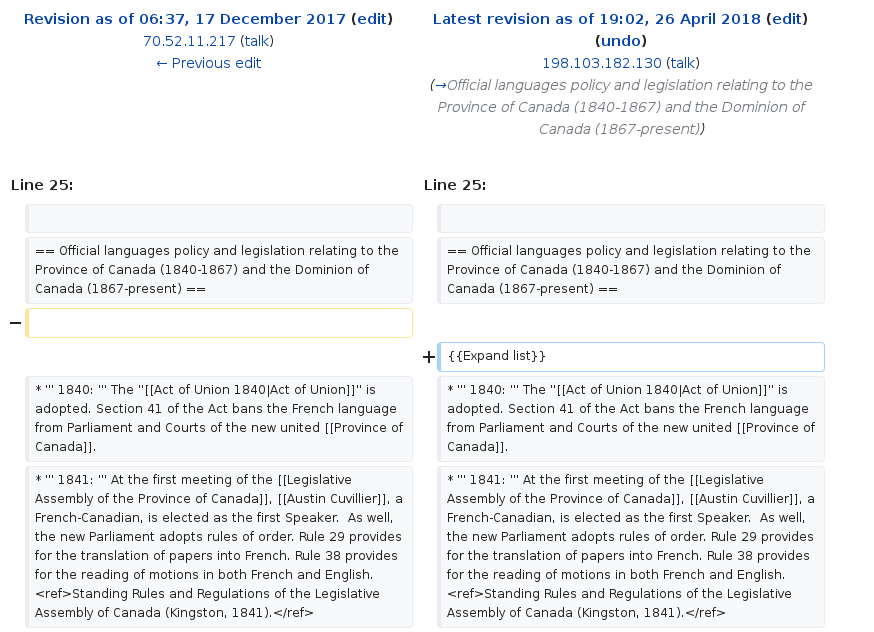 Revision as of 06:37, 17 December 2017 (edit)
70.52.11.217 (talk)
← Previous edit
Latest revision as of 19:02, 26 April 2018 (edit)
(undo)
198.103.182.130 (talk)
(→Official languages policy and legislation relating to the
Province of Canada (1840-1867) and the Dominion of
Canada (1867-present))
Line 25:
Line 25:
== Official languages policy and legislation relating to the
Province of Canada (1840-1867) and the Dominion of
Canada (1867-present) ==
== Official languages policy and legislation relating to the
Province of Canada (1840-1867) and the Dominion of
Canada (1867-present) ==
−
+
{{Expand list}}
* ''' 1840: ''' The "[[Act of Union 1840|Act of Union]]" is
adopted. Section 41 of the Act bans the French language
from Parliament and Courts of the new united [[Province of
Canada]].
* ''' 1840: ''' The "[[Act of Union 1840|Act of Union]]" is
adopted. Section 41 of the Act bans the French language
from Parliament and Courts of the new united [[Province of
Canada]].
* ''' 1841: ''' At the first meeting of the [[Legislative
Assembly of the Province of Canada]], [[Austin Cuvillier]], a
French-Canadian, is elected as the first Speaker.  As well,
the new Parliament adopts rules of order. Rule 29 provides
for the translation of papers into French. Rule 38 provides
for the reading of motions in both French and English.
<ref>Standing Rules and Regulations of the Legislative
Assembly of Canada (Kingston, 1841).</ref>
* ''' 1841: ''' At the first meeting of the [[Legislative
Assembly of the Province of Canada]], [[Austin Cuvillier]], a
French-Canadian, is elected as the first Speaker.  As well,
the new Parliament adopts rules of order. Rule 29 provides
for the translation of papers into French. Rule 38 provides
for the reading of motions in both French and English.
<ref>Standing Rules and Regulations of the Legislative
Assembly of Canada (Kingston, 1841).</ref>